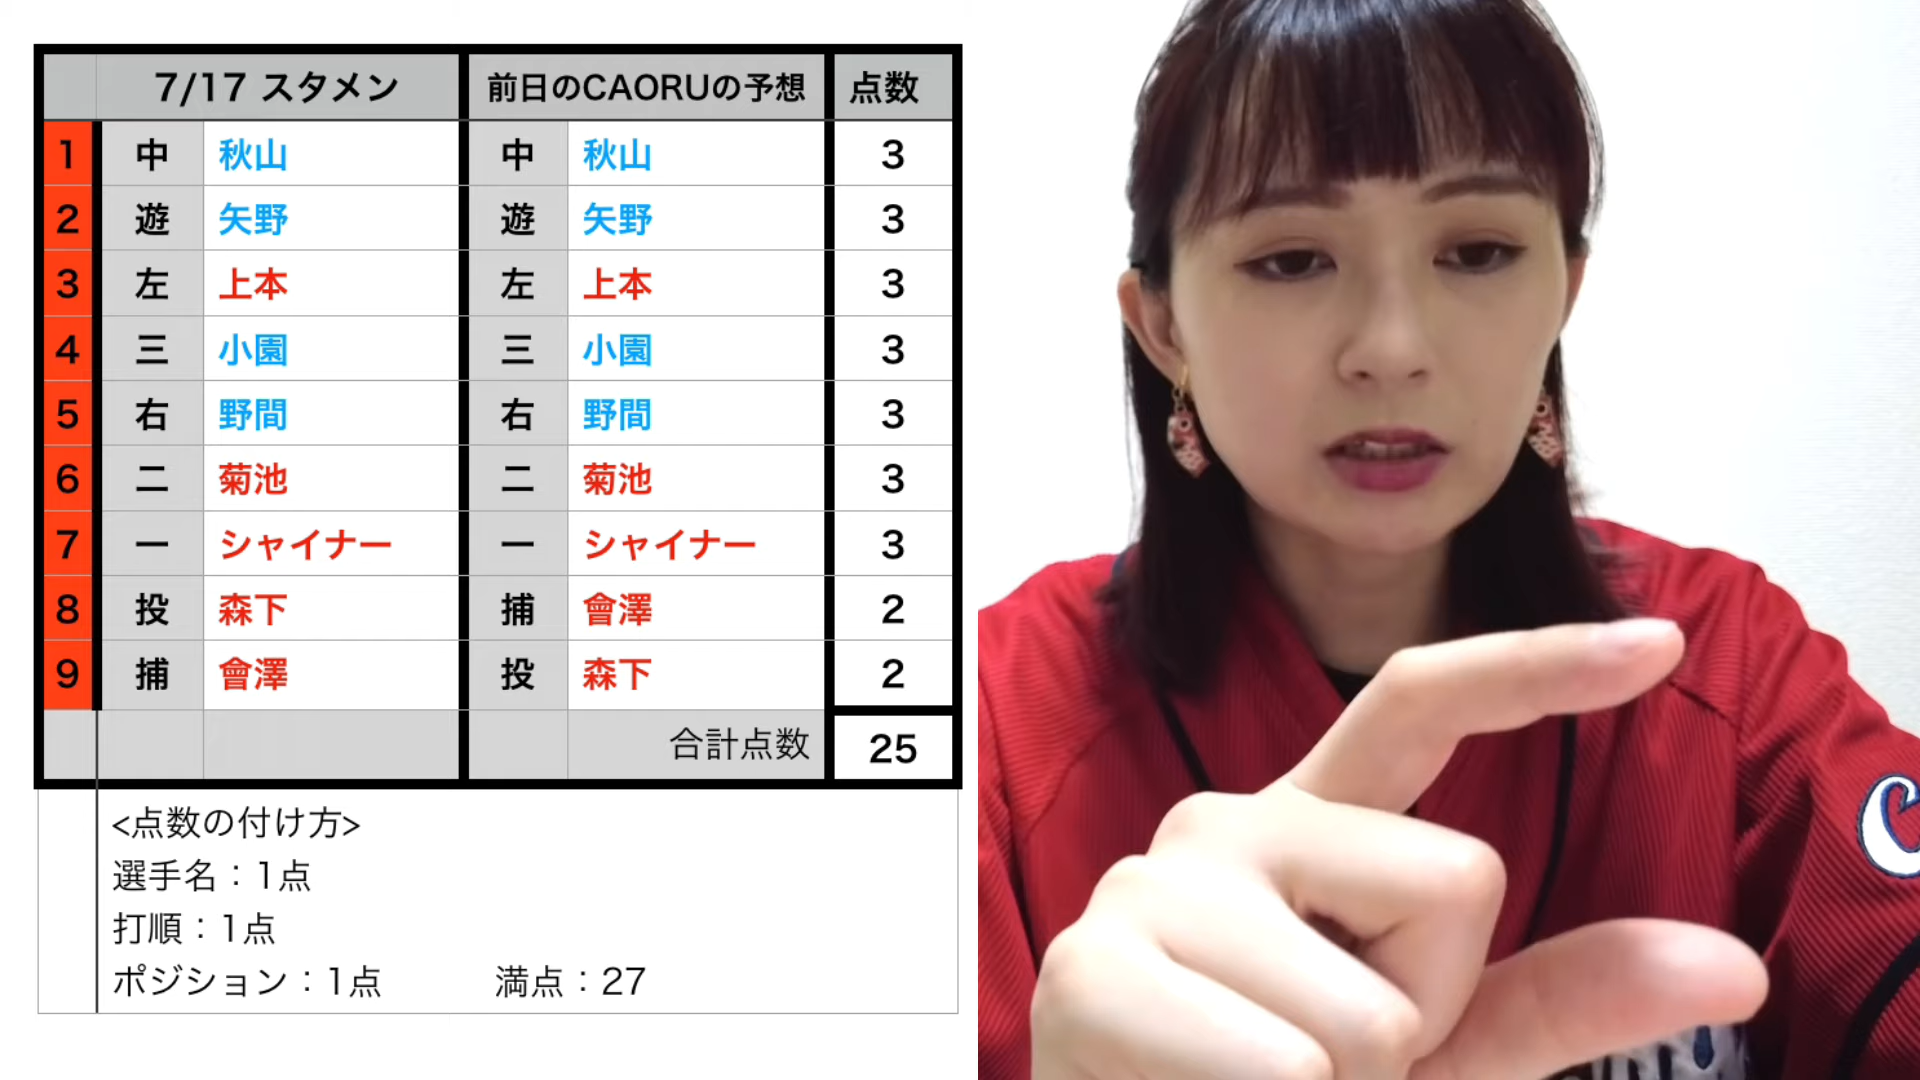 7/17 スタメン 前日のCAORUの予想 点数
1 中 秋山 中 秋山 3
2 遊 矢野 遊 矢野 3
3 左 上本 左 上本 3
4 三 小園 三 小園 3
5 右 野間 右 野間 3
6 二 菊池 二 菊池 3
7 一 シャイナー 一 シャイナー 3
8 投 森下 捕 會澤 2
9 捕 會澤 投 森下 2
合計点数 25
<点数の付け方>
選手名：1点
打順：1点
ポジション：1点 満点：27
C